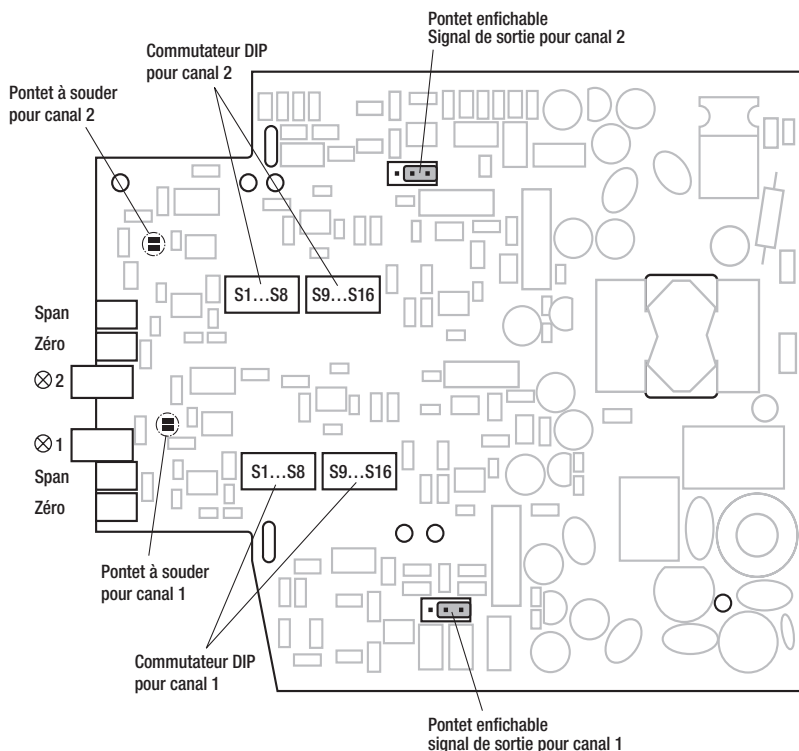 Pontet enfichable
Signal de sortie pour canal 2
Commutateur DIP
pour canal 2
Pontet à souder
pour canal 2
S1...S8
S9...S16
Span
Zéro
⊗ 2
⊗ 1
Span
Zéro
S1...S8
S9...S16
Pontet à souder
pour canal 1
Commutateur DIP
pour canal 1
Pontet enfichable
signal de sortie pour canal 1